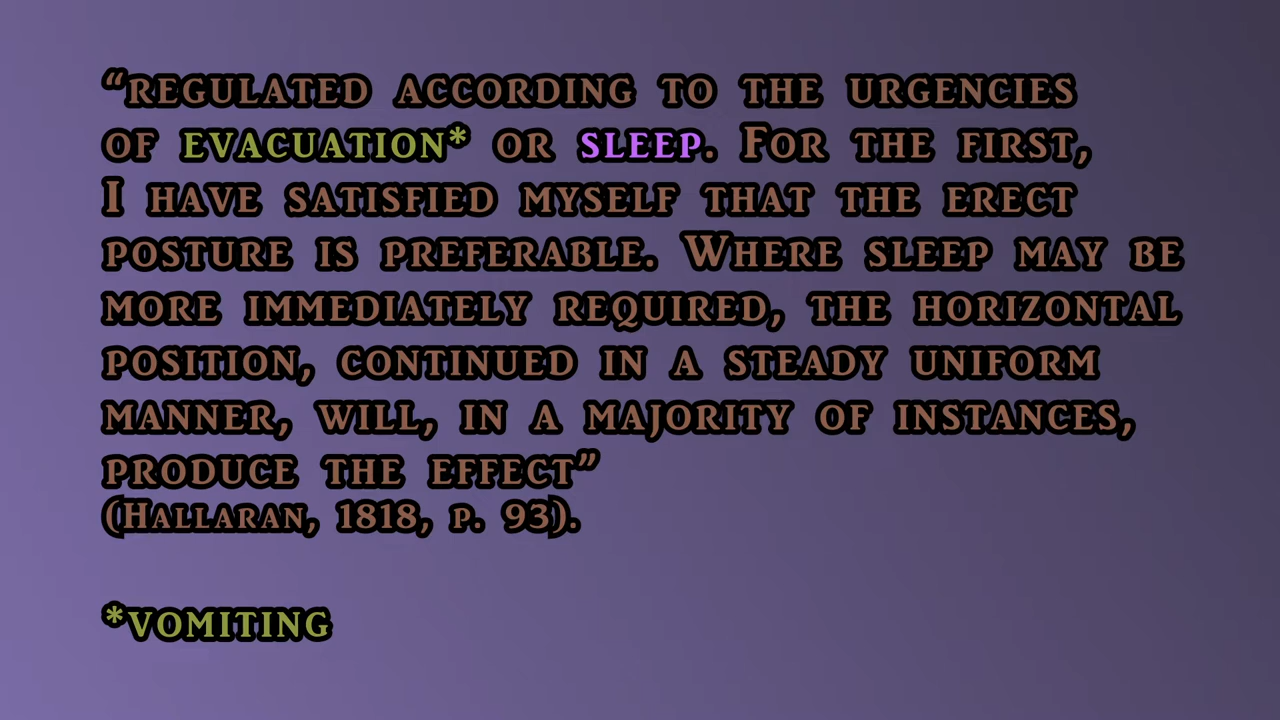 “regulated according to the urgencies
of evacuation* or sleep. For the first,
I have satisfied myself that the erect
posture is preferable. Where sleep may be
more immediately required, the horizontal
position, continued in a steady uniform
manner, will, in a majority of instances,
produce the effect”
(Hallaran, 1818, p. 93).
*vomiting